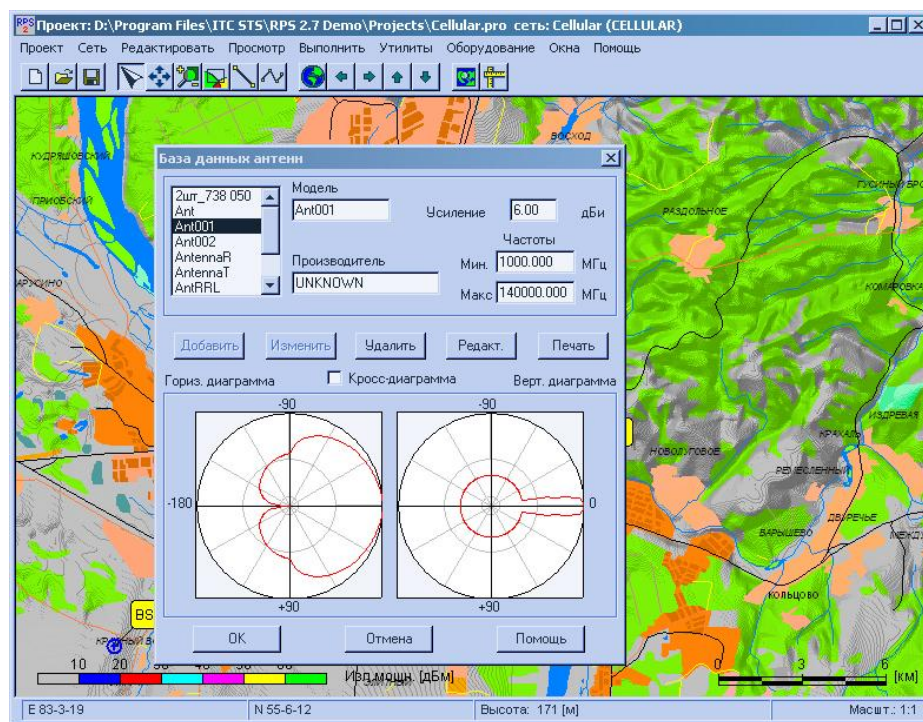 Проект: D:\Program Files\ITC STS\RPS 2.7 Demo\Projects\Cellular.pro сеть: Cellular (CELLULAR)
Проект Сеть Редактировать Просмотр Выполнить Утилиты Оборудование Окна Помощь
КУДРЯШОВСКИЙ
ВОСХОД
ПРИОБСКИЙ
РАЗДОЛЬНОЕ
ГУСИНЫЙ БРО
КОМАРОВКА
АРУСИНО
База данных антенн
2шт_738 050
Ant
Ant001
Ant002
AntennaR
AntennaT
AntRRL
Модель
Ant001
Усиление 6.00 дБи
Частоты
Производитель
UNKNOWN
Мин. 1000.000 МГц
Макс 140000.000 МГц
Добавить Изменить Удалить Редакт. Печать
Гориз. диаграмма Кросс-диаграмма Верт. диаграмма
-90 -90
-180 0
+90 +90
OK Отмена Помощь
ИЗДРЕВАЯ
КРАХАЛЬ
НОВОЛУГОВОЕ
РЕМЕСЛЕННЫЙ
ДВУРЕЧЬЕ
БАРЫШЕВО
КОЛЬЦОВО
BS
10 20
Изл.мощн. [дБм]
0 3 6 [км]
E 83-3-19 N 55-6-12 Высота: 171 [м] Масшт.: 1:1